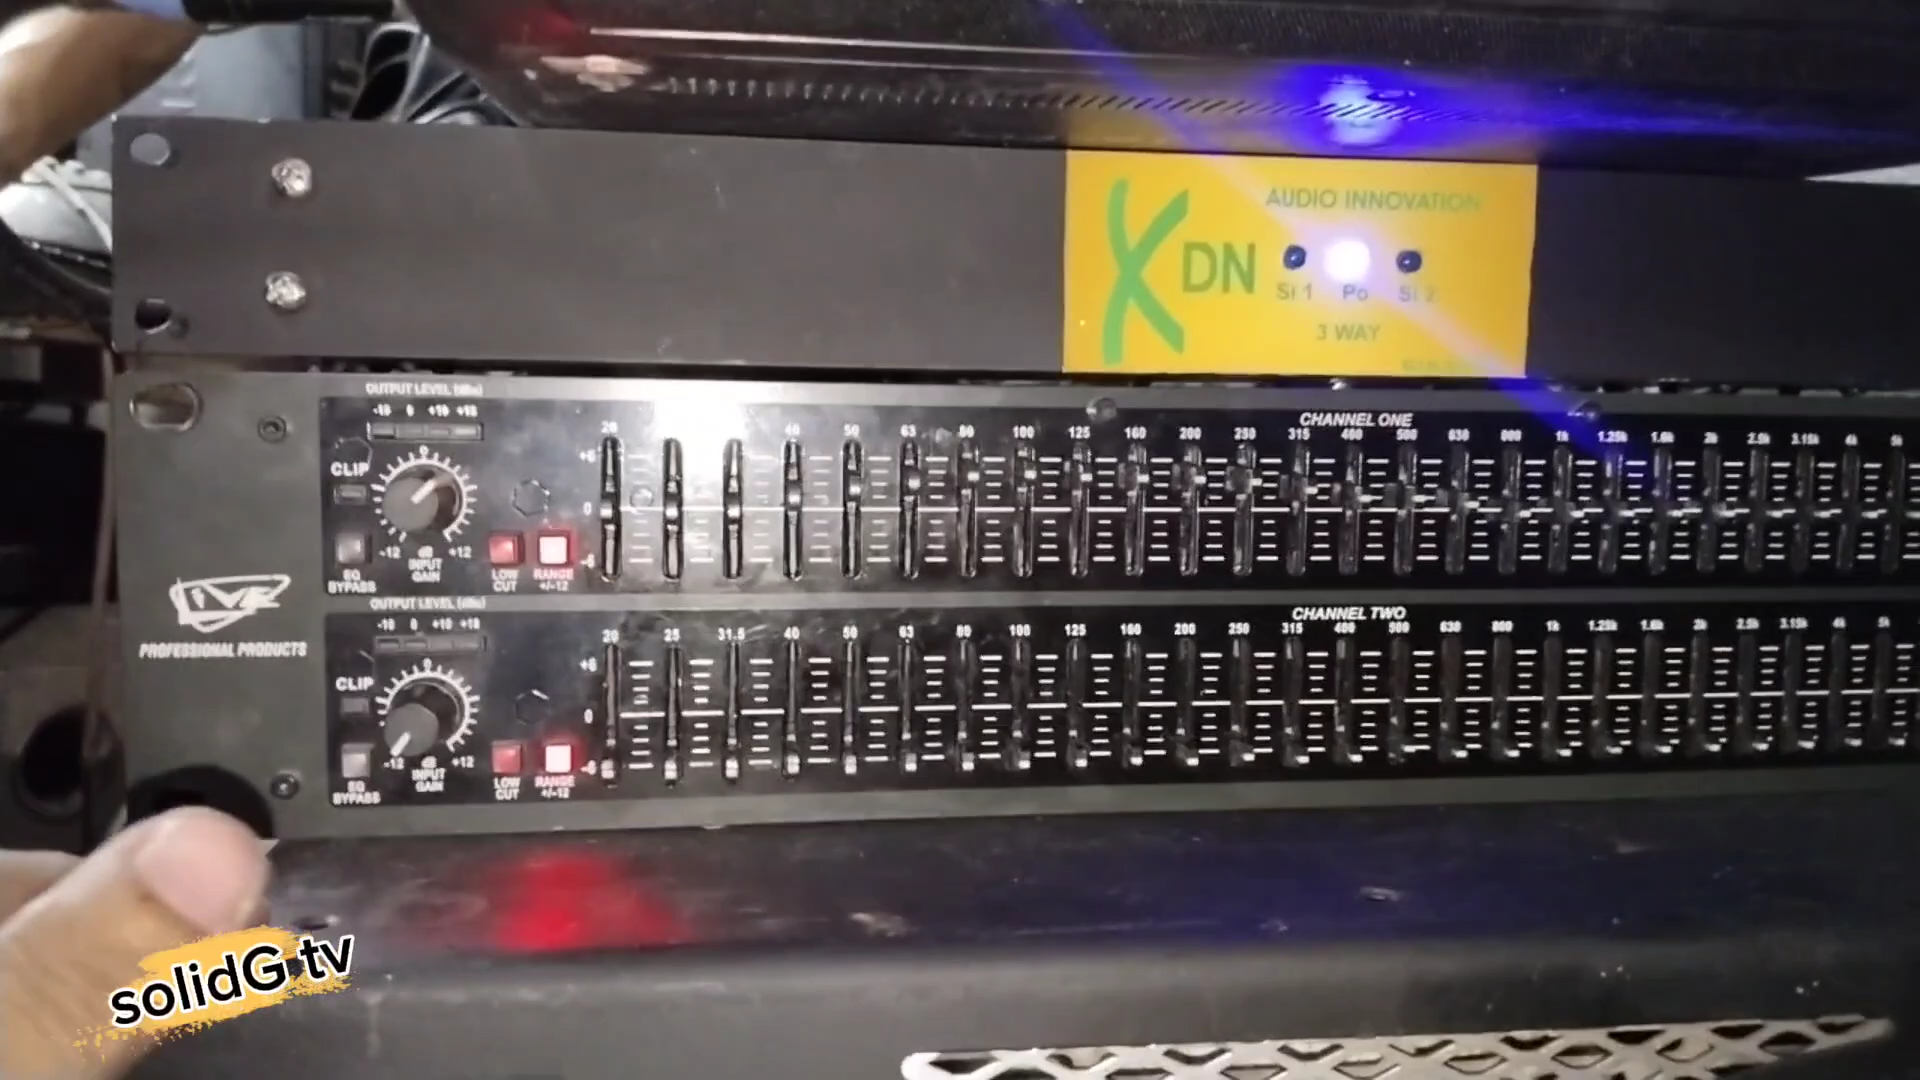 AUDIO INNOVATION
X DN
Si 1 Po Si 2
3 WAY
OUTPUT LEVEL (dBu)
-10 0 +10 +18
CLIP
0
-12 dB +12
INPUT
GAIN
EQ
BYPASS
LOW
CUT
RANGE
+/-12
CHANNEL ONE
20 40 50 63 80 100 125 160 200 250 315 400 500 630 800 1k 1.25k 1.6k 2k 2.5k 3.15k 4k 5k
+6
0
-6
LIVE
PROFESSIONAL PRODUCTS
OUTPUT LEVEL (dBu)
-10 0 +10 +18
CLIP
0
-12 dB +12
INPUT
GAIN
EQ
BYPASS
LOW
CUT
RANGE
+/-12
CHANNEL TWO
20 25 31.5 40 50 63 80 100 125 160 200 250 315 400 500 630 800 1k 1.25k 1.6k 2k 2.5k 3.15k 4k 5k
+6
0
-6
solidG tv